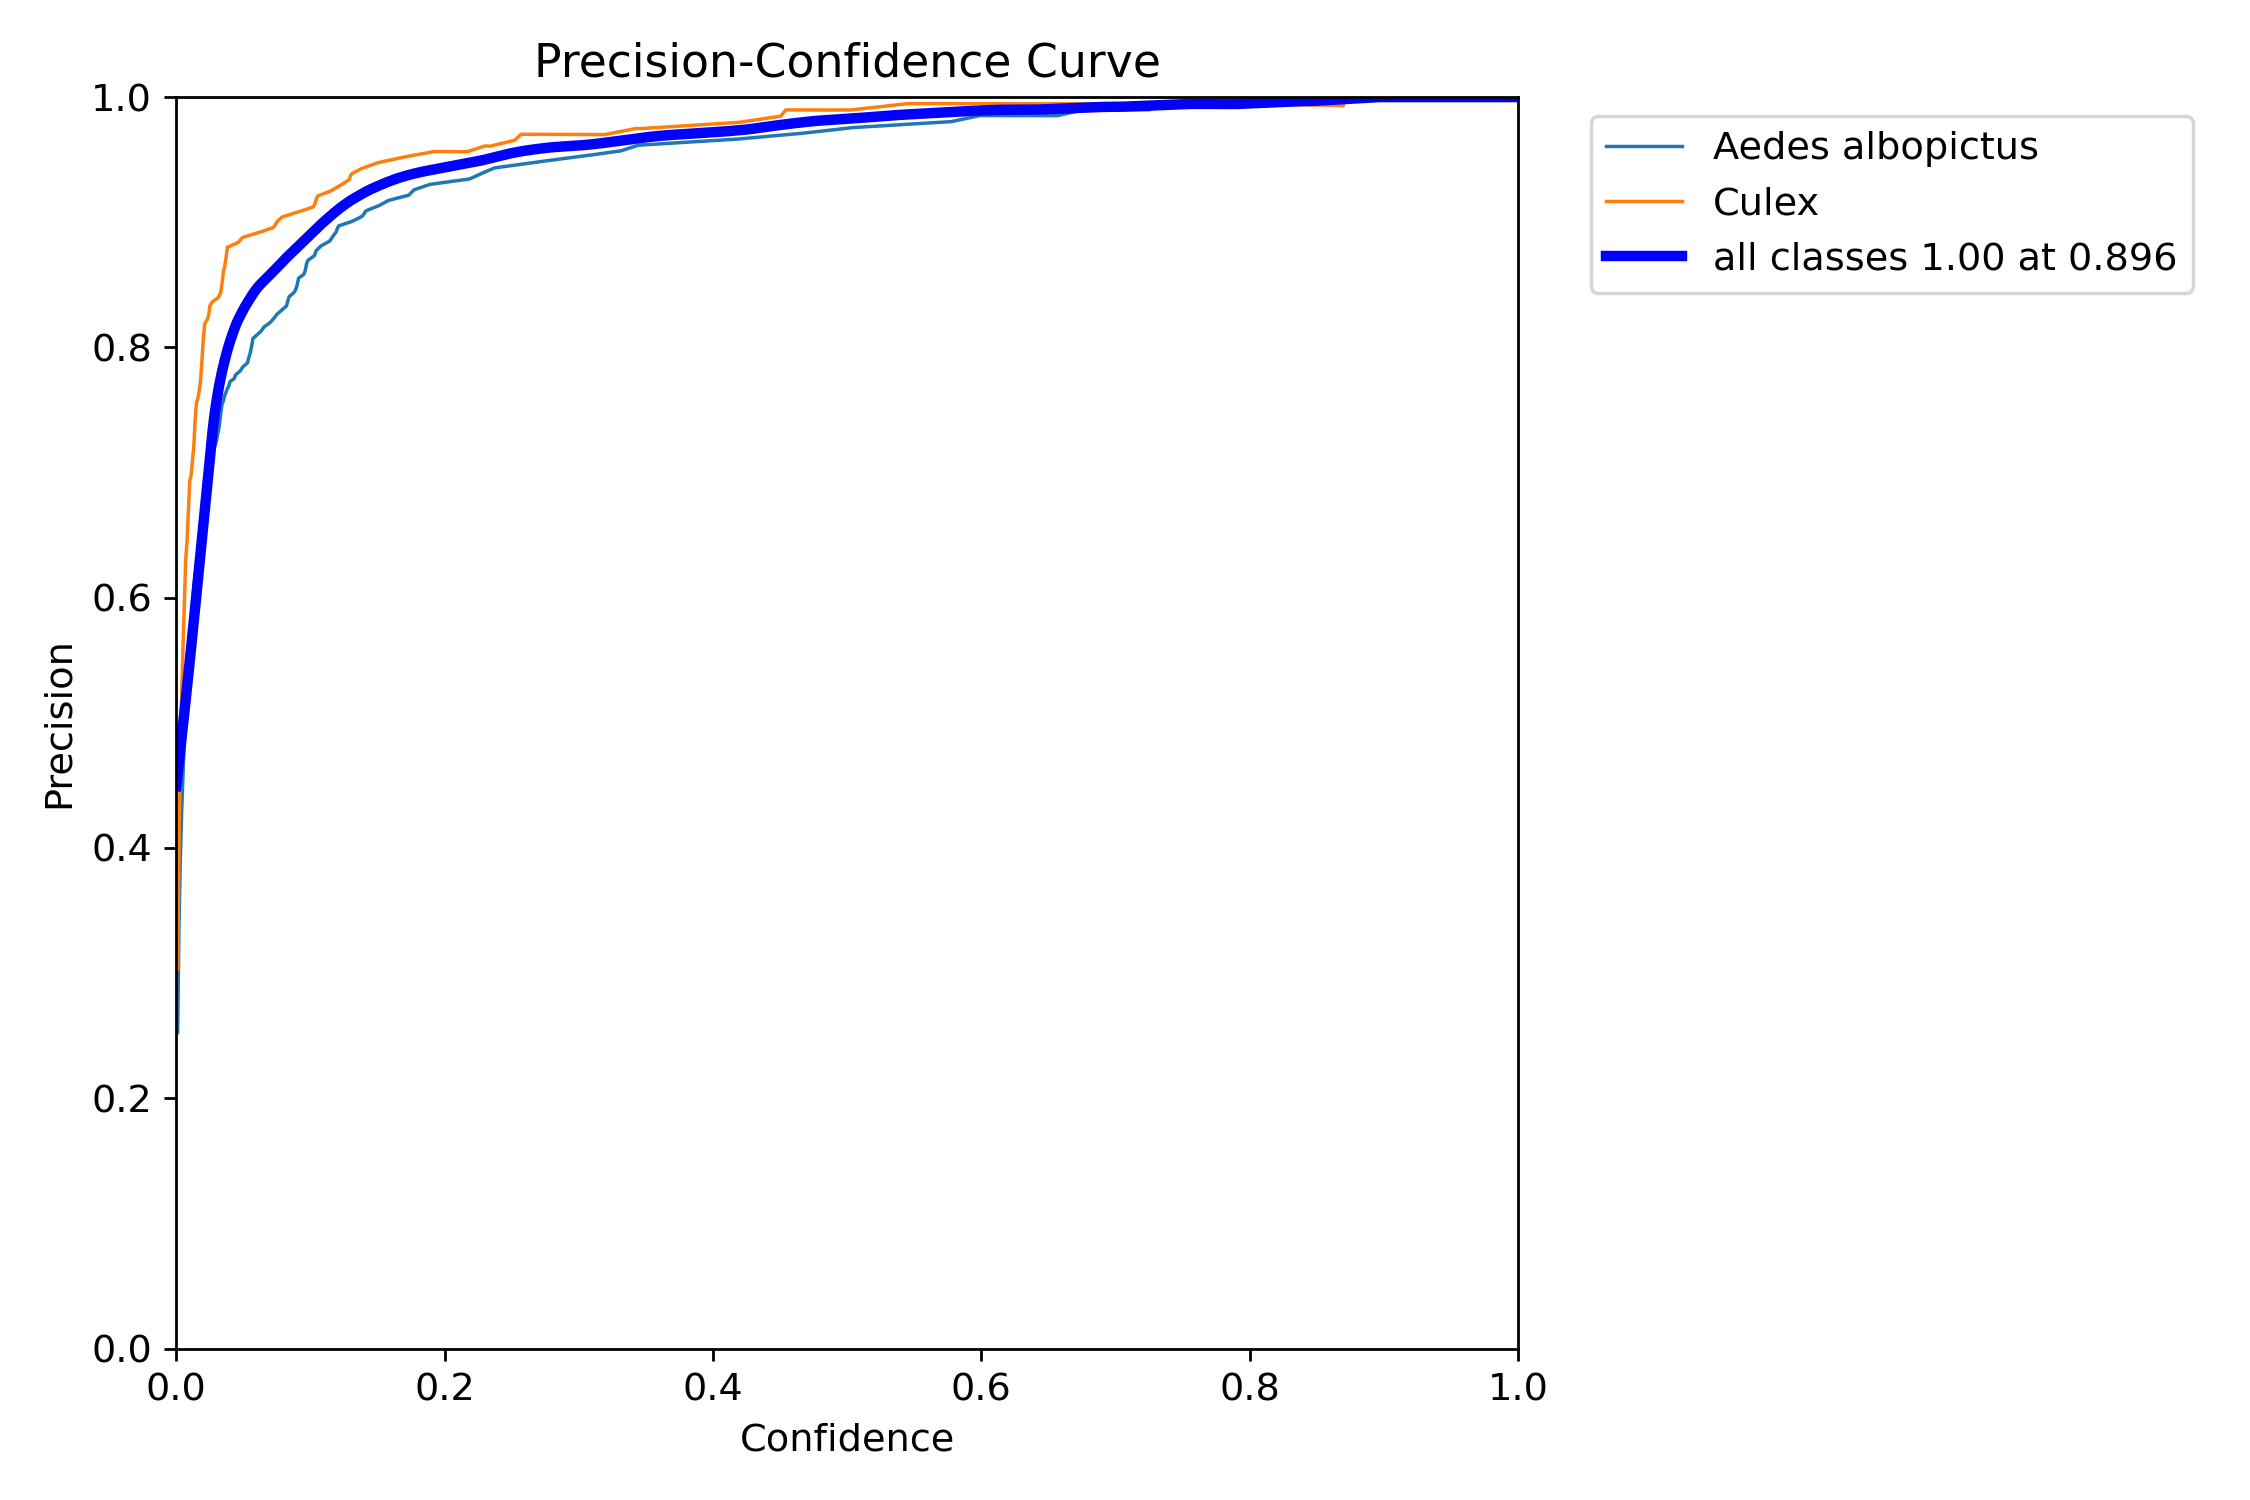 Precision-Confidence Curve
1.0
0.8
0.6
0.4
0.2
0.0
Precision
0.0 0.2 0.4 0.6 0.8 1.0
Confidence
Aedes albopictus
Culex
all classes 1.00 at 0.896